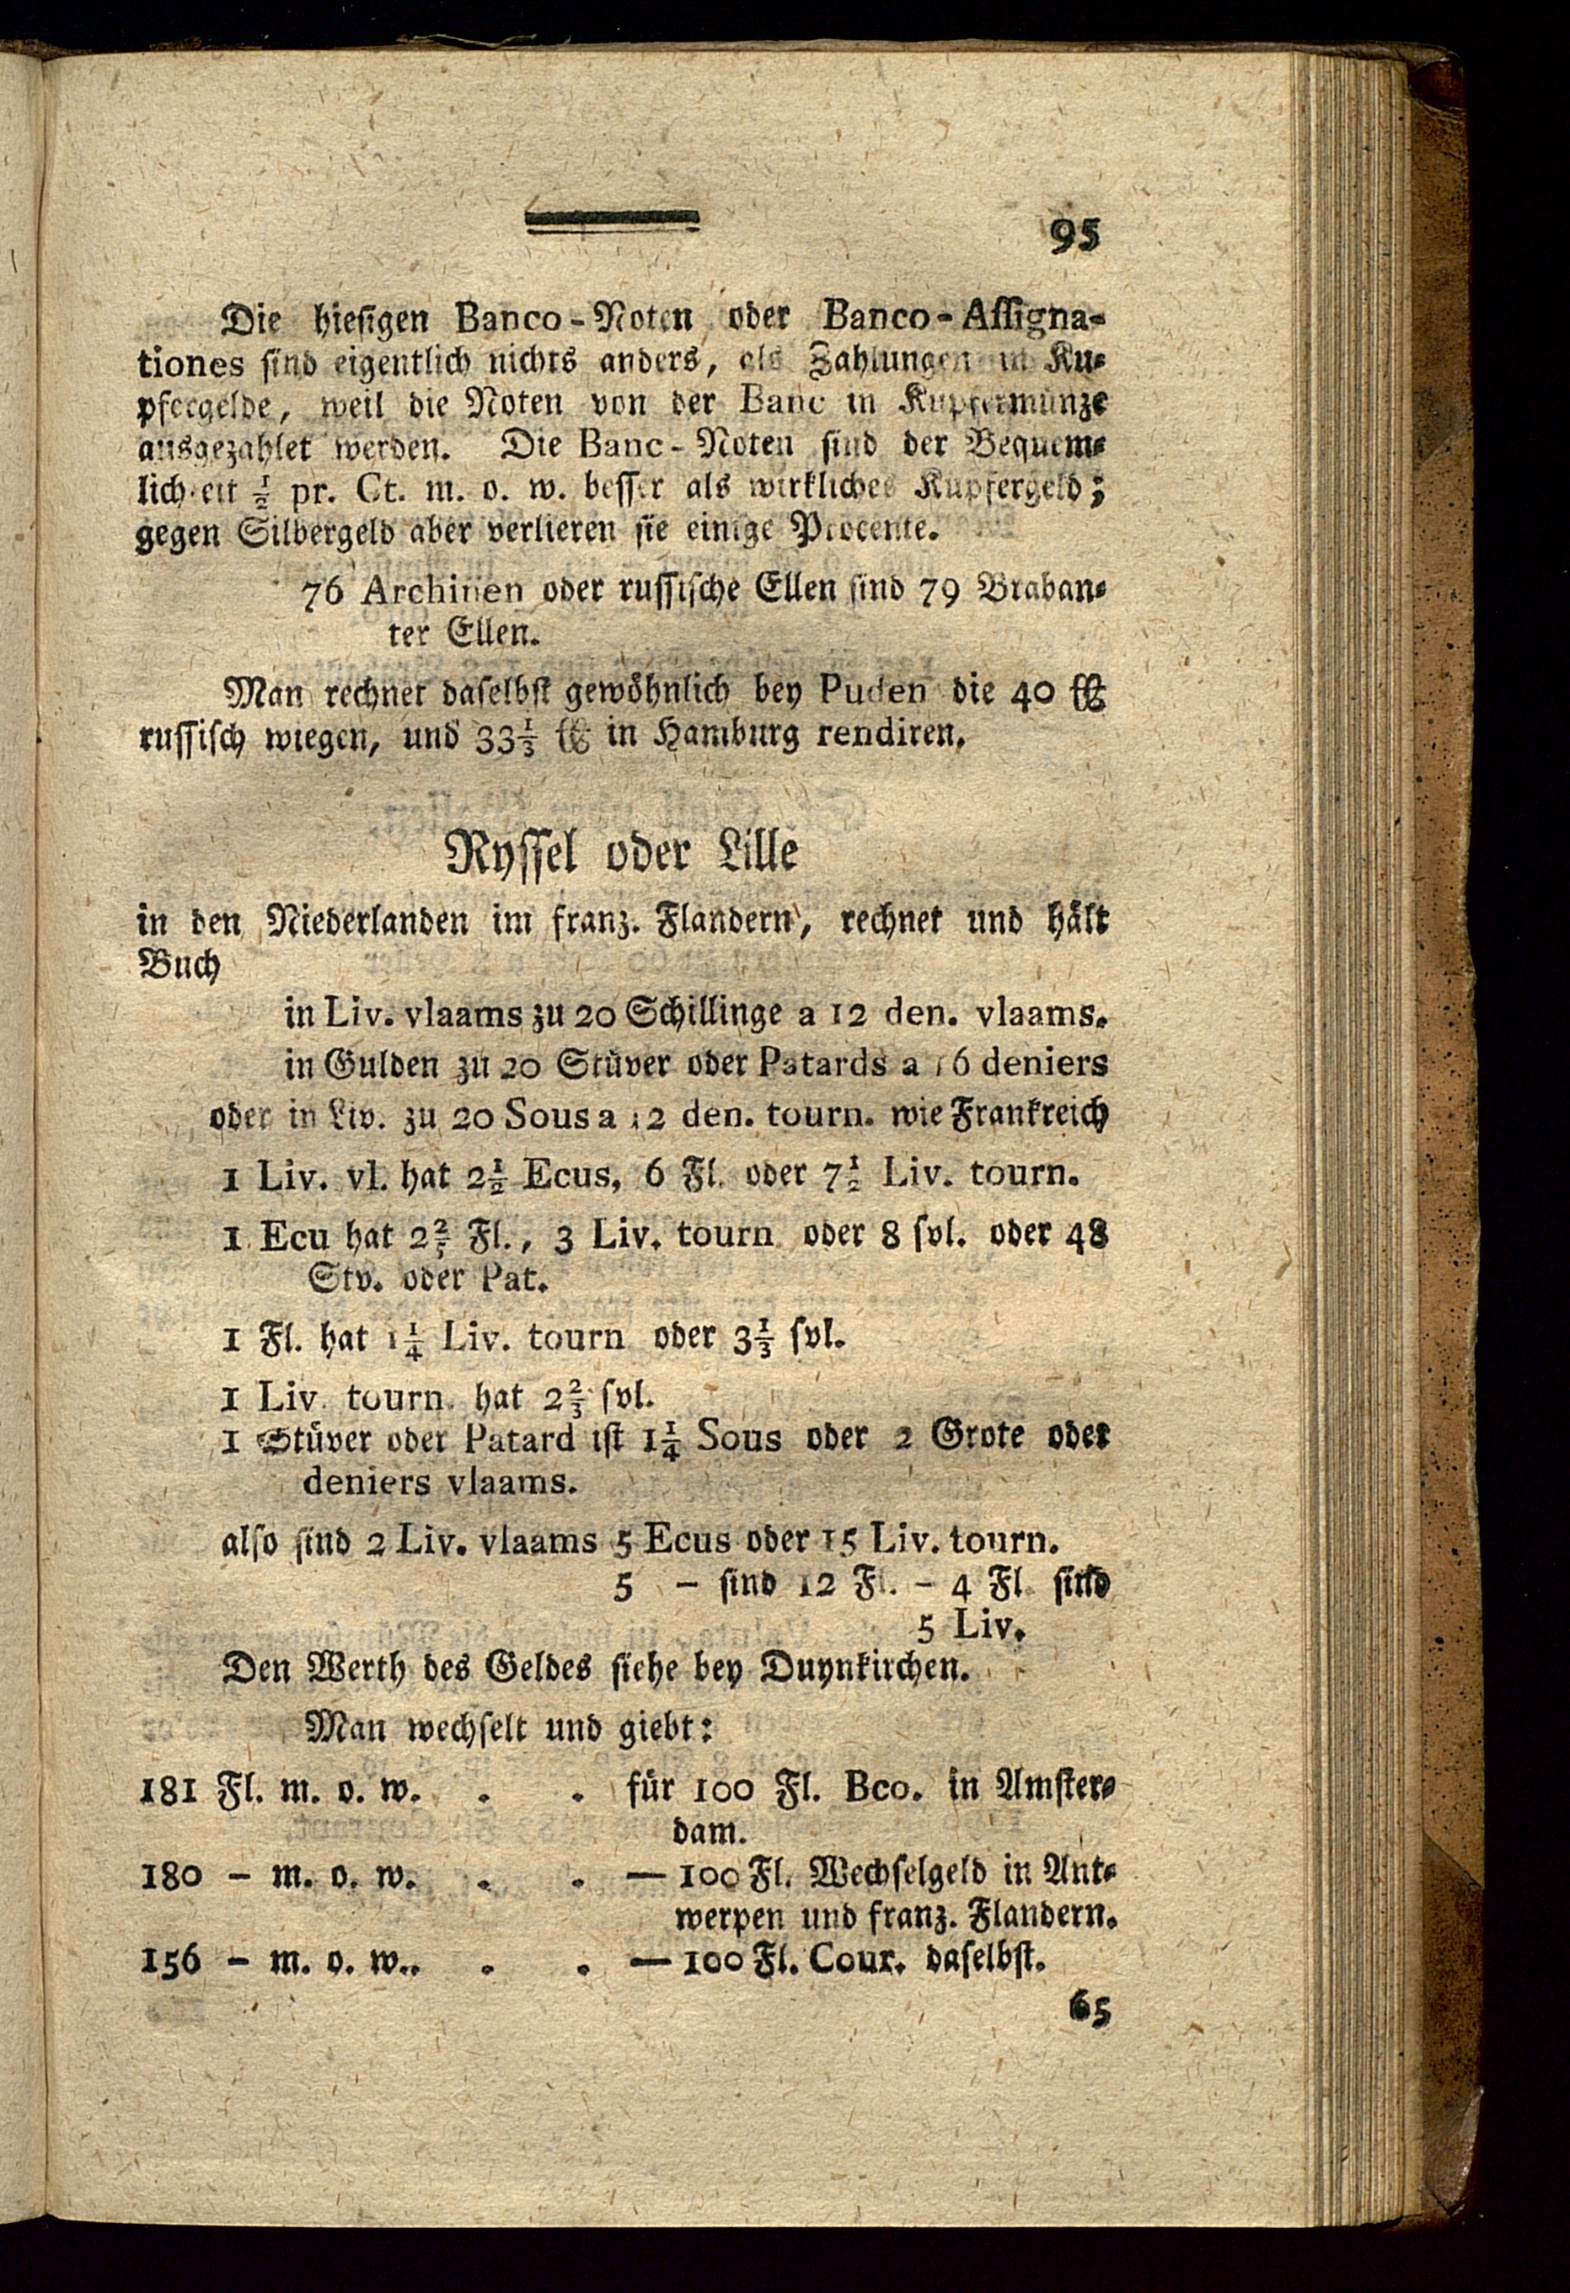 95
Die hiesigen Banco-Noten oder Banco-Assigna-
tiones sind eigentlich nichts anders, als Zahlungen in Ku-
pfergelde, weil die Noten von der Banc in Kupfermünze
ausgezahlet werden. Die Banc-Noten sind der Bequem-
lichkeit ½ pr. Ct. m. o. w. besser als wirkliches Kupfergeld;
gegen Silbergeld aber verlieren sie einige Procente.
76 Archinen oder russische Ellen sind 79 Braban-
ter Ellen.
Man rechnet daselbst gewöhnlich bey Puden die 40 ℔
russisch wiegen, und 33⅓ ℔ in Hamburg rendiren.
Ryssel oder Lille
in den Niederlanden im franz. Flandern, rechnet und hält
Buch
in Liv. vlaams zu 20 Schillinge a 12 den. vlaams.
in Gulden zu 20 Stüver oder Patards a 16 deniers
oder in Liv. zu 20 Sous a 12 den. tourn. wie Frankreich
1 Liv. vl. hat 2½ Ecus, 6 Fl. oder 7½ Liv. tourn.
1 Ecu hat 2⅖ Fl., 3 Liv. tourn. oder 8 ſvl. oder 48
Stv. oder Pat.
1 Fl. hat 1¼ Liv. tourn. oder 3⅓ ſvl.
1 Liv. tourn. hat 2⅔ ſvl.
1 Stüver oder Patard ist 1¼ Sous oder 2 Grote oder
deniers vlaams.
also sind 2 Liv. vlaams 5 Ecus oder 15 Liv. tourn.
5 - sind 12 Fl. - 4 Fl. sind
5 Liv.
Den Werth des Geldes siehe bey Duynkirchen.
Man wechselt und giebt:
181 Fl. m. o. w. . . für 100 Fl. Bco. in Amster-
dam.
180 - m. o. w. . . — 100 Fl. Wechselgeld in Ant-
werpen und franz. Flandern.
156 - m. o. w.. . . — 100 Fl. Cour. daselbst.
65